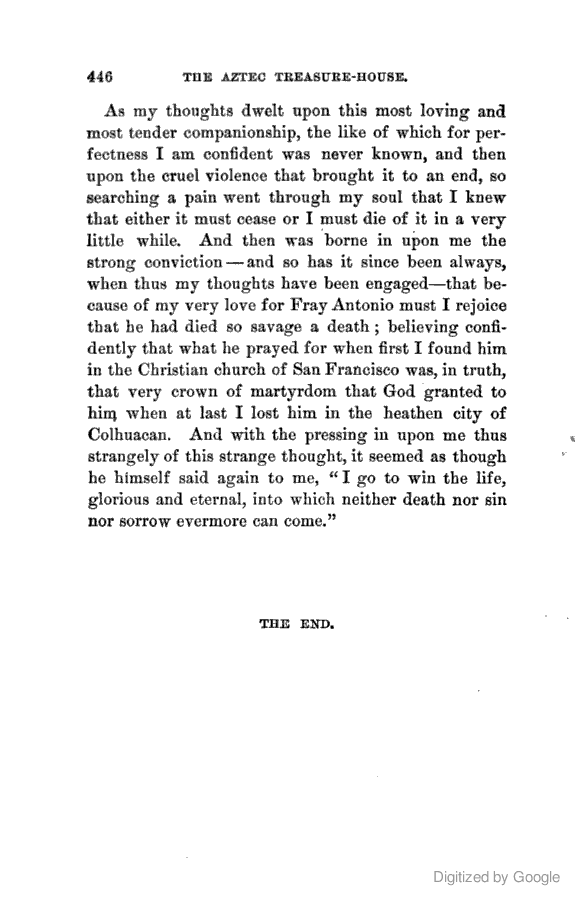 446 THE AZTEC TREASURE-HOUSE.
As my thoughts dwelt upon this most loving and
most tender companionship, the like of which for per-
fectness I am confident was never known, and then
upon the cruel violence that brought it to an end, so
searching a pain went through my soul that I knew
that either it must cease or I must die of it in a very
little while. And then was borne in upon me the
strong conviction—and so has it since been always,
when thus my thoughts have been engaged—that be-
cause of my very love for Fray Antonio must I rejoice
that he had died so savage a death; believing confi-
dently that what he prayed for when first I found him
in the Christian church of San Francisco was, in truth,
that very crown of martyrdom that God granted to
him when at last I lost him in the heathen city of
Colhuacan. And with the pressing in upon me thus
strangely of this strange thought, it seemed as though
he himself said again to me, "I go to win the life,
glorious and eternal, into which neither death nor sin
nor sorrow evermore can come."
THE END.
Digitized by Google